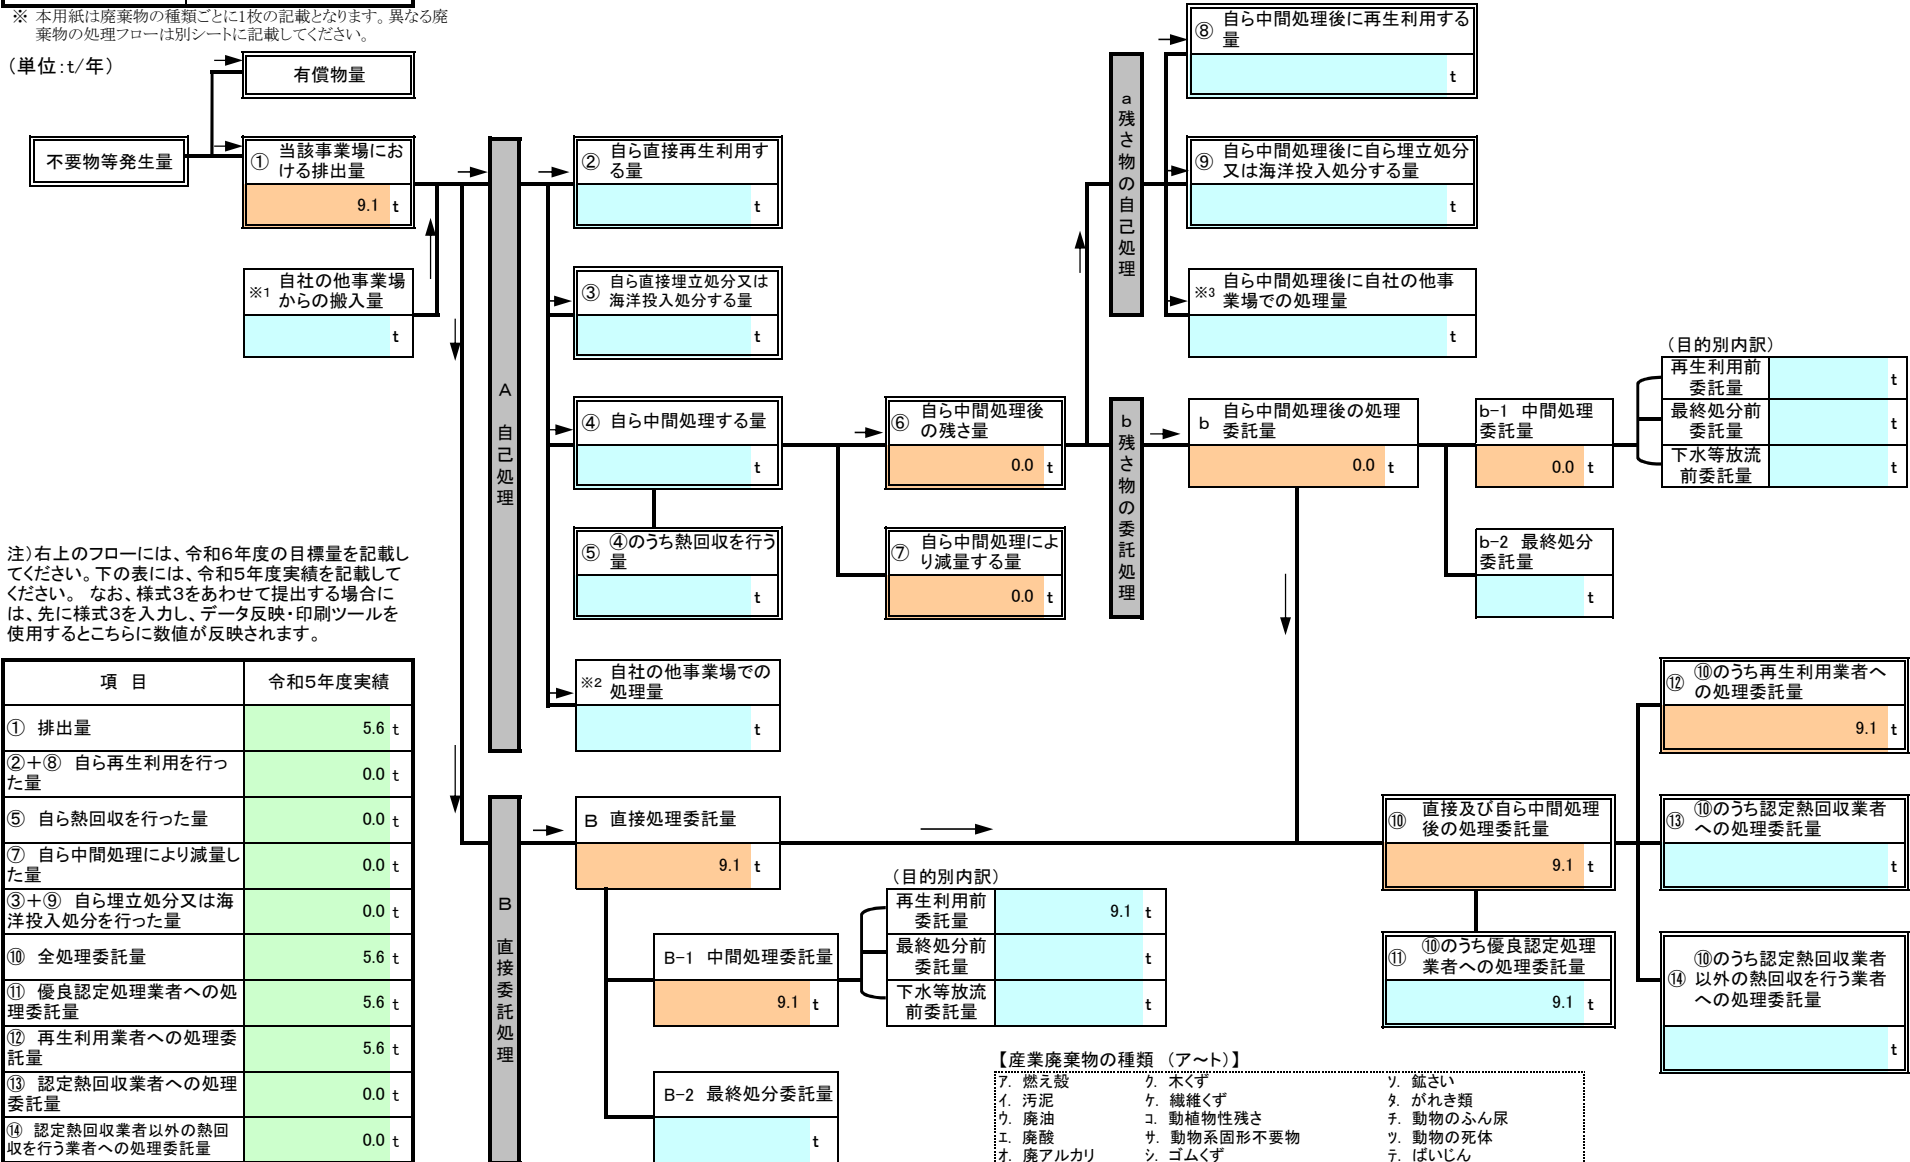 ※ 本用紙は廃棄物の種類ごとに1枚の記載となります。異なる廃
棄物の処理フローは別シートに記載してください。
（単位：t/年）
有償物量
不要物等発生量
① 当該事業場にお
ける排出量
9.1 t
※1 自社の他事業場
からの搬入量
t
A 自己処理
② 自ら直接再生利用す
る量
t
③ 自ら直接埋立処分又は
海洋投入処分する量
t
④ 自ら中間処理する量
t
⑤ ④のうち熱回収を行う
量
t
※2 自社の他事業場での
処理量
t
⑥ 自ら中間処理後
の残さ量
0.0 t
⑦ 自ら中間処理によ
り減量する量
0.0 t
a残さ物の自己処理
⑧ 自ら中間処理後に再生利用する
量
t
⑨ 自ら中間処理後に自ら埋立処分
又は海洋投入処分する量
t
※3 自ら中間処理後に自社の他事
業場での処理量
t
b残さ物の委託処理
b 自ら中間処理後の処理
委託量
0.0 t
b-1 中間処理
委託量
0.0 t
b-2 最終処分
委託量
t
（目的別内訳）
再生利用前
委託量
t
最終処分前
委託量
t
下水等放流
前委託量
t
注）右上のフローには、令和６年度の目標量を記載し
てください。下の表には、令和５年度実績を記載して
ください。 なお、様式３をあわせて提出する場合に
は、先に様式３を入力し、データ反映・印刷ツールを
使用するとこちらに数値が反映されます。
項 目 令和５年度実績
① 排出量 5.6 t
②＋⑧ 自ら再生利用を行っ
た量 0.0 t
⑤ 自ら熱回収を行った量 0.0 t
⑦ 自ら中間処理により減量し
た量 0.0 t
③＋⑨ 自ら埋立処分又は海
洋投入処分を行った量 0.0 t
⑩ 全処理委託量 5.6 t
⑪ 優良認定処理業者への処
理委託量 5.6 t
⑫ 再生利用業者への処理委
託量 5.6 t
⑬ 認定熱回収業者への処理
委託量 0.0 t
⑭ 認定熱回収業者以外の熱回
収を行う業者への処理委託量 0.0 t
B 直接委託処理
B 直接処理委託量
9.1 t
B-1 中間処理委託量
9.1 t
B-2 最終処分委託量
t
（目的別内訳）
再生利用前
委託量
9.1 t
最終処分前
委託量
t
下水等放流
前委託量
t
⑩ 直接及び自ら中間処理
後の処理委託量
9.1 t
⑪ ⑩のうち優良認定処理
業者への処理委託量
9.1 t
⑫ ⑩のうち再生利用業者へ
の処理委託量
9.1 t
⑬ ⑩のうち認定熱回収業者
への処理委託量
t
⑭ ⑩のうち認定熱回収業者
以外の熱回収を行う業者
への処理委託量
t
【産業廃棄物の種類 （ア～ト）】
ア. 燃え殻 ク. 木くず ソ. 鉱さい
イ. 汚泥 ケ. 繊維くず タ. がれき類
ウ. 廃油 コ. 動植物性残さ チ. 動物のふん尿
エ. 廃酸 サ. 動物系固形不要物 ツ. 動物の死体
オ. 廃アルカリ シ. ゴムくず テ. ばいじん